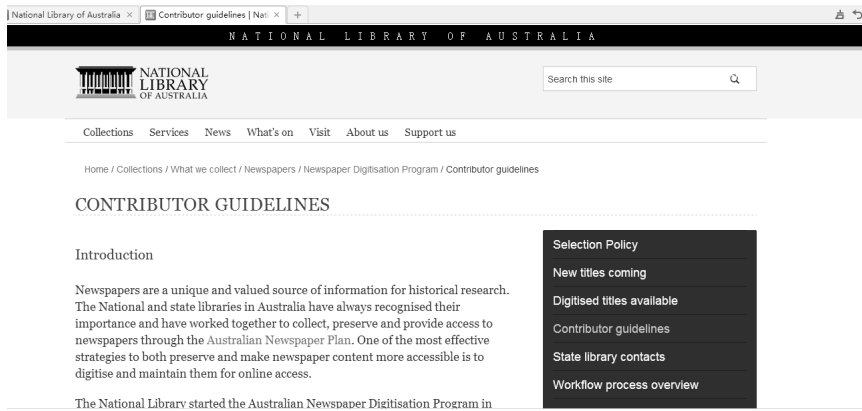 National Library of Australia ×
Contributor guidelines | Nati ×
+
NATIONAL LIBRARY OF AUSTRALIA
NATIONAL
LIBRARY
OF AUSTRALIA
Search this site
Collections Services News What's on Visit About us Support us
Home / Collections / What we collect / Newspapers / Newspaper Digitisation Program / Contributor guidelines
CONTRIBUTOR GUIDELINES
Introduction
Newspapers are a unique and valued source of information for historical research.
The National and state libraries in Australia have always recognised their
importance and have worked together to collect, preserve and provide access to
newspapers through the Australian Newspaper Plan. One of the most effective
strategies to both preserve and make newspaper content more accessible is to
digitise and maintain them for online access.
The National Library started the Australian Newspaper Digitisation Program in
Selection Policy
New titles coming
Digitised titles available
Contributor guidelines
State library contacts
Workflow process overview